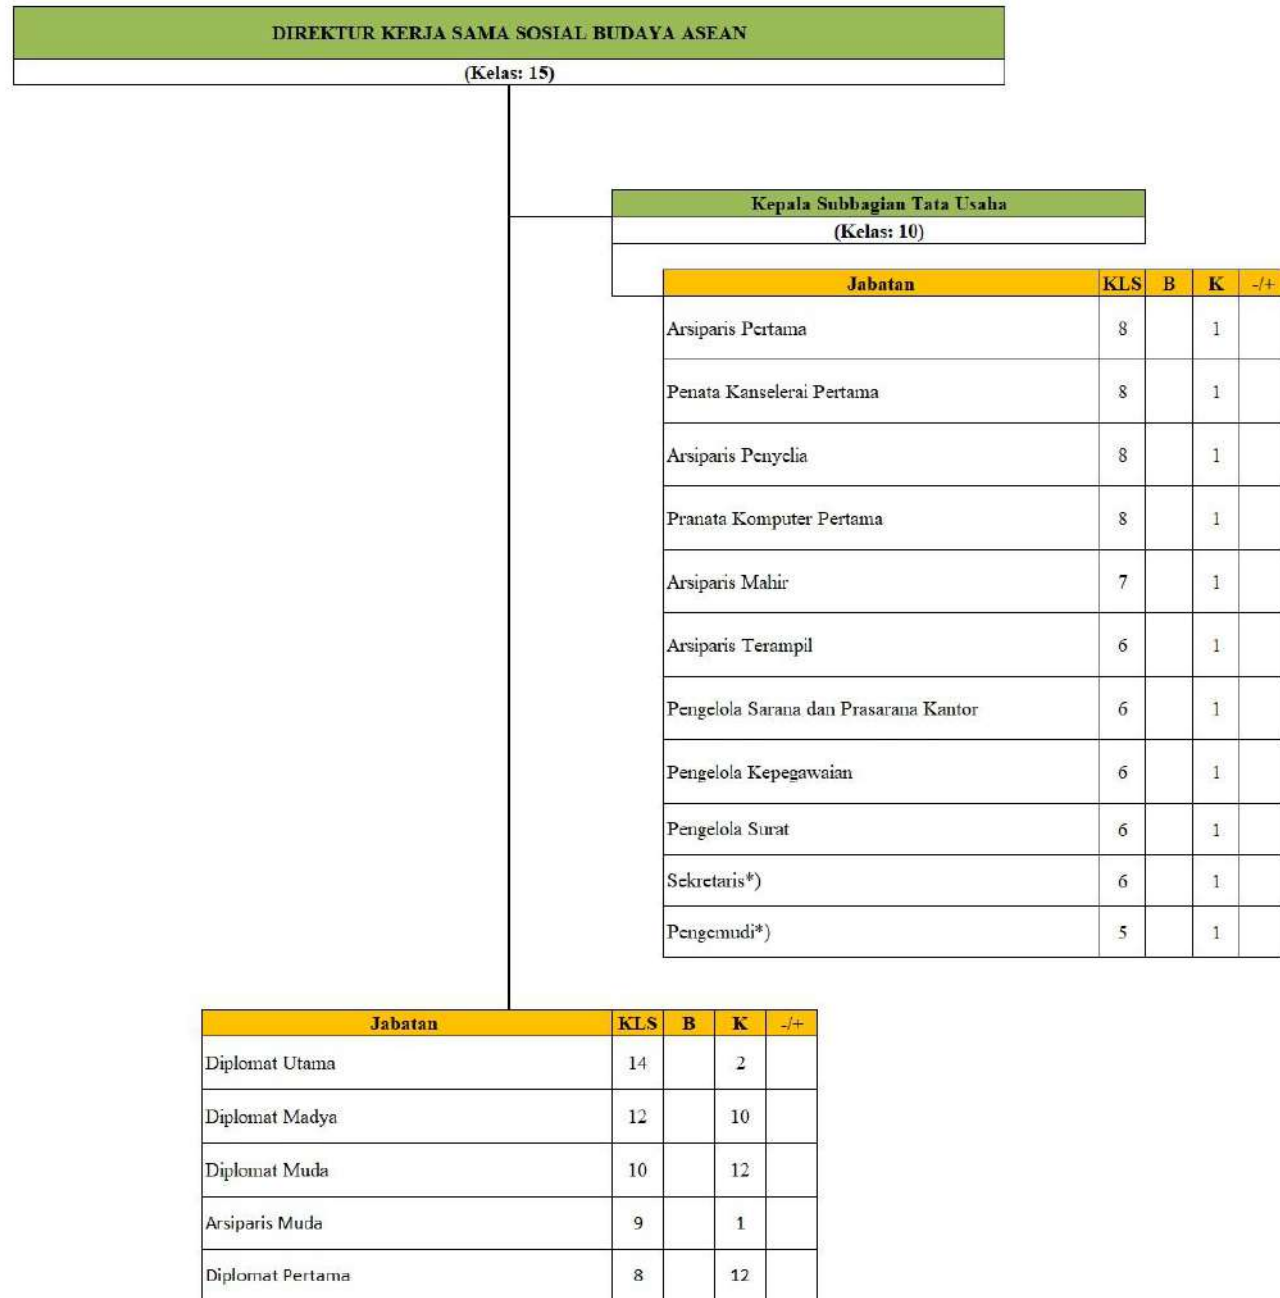 DIREKTUR KERJA SAMA SOSIAL BUDAYA ASEAN
(Kelas: 15)
Kepala Subbagian Tata Usaha
(Kelas: 10)
Jabatan KLS B K -/+
Arsiparis Pertama 8 1
Penata Kanselerai Pertama 8 1
Arsiparis Penyelia 8 1
Pranata Komputer Pertama 8 1
Arsiparis Mahir 7 1
Arsiparis Terampil 6 1
Pengelola Sarana dan Prasarana Kantor 6 1
Pengelola Kepegawaian 6 1
Pengelola Surat 6 1
Sekretaris*) 6 1
Pengemudi*) 5 1
Jabatan KLS B K -/+
Diplomat Utama 14 2
Diplomat Madya 12 10
Diplomat Muda 10 12
Arsiparis Muda 9 1
Diplomat Pertama 8 12